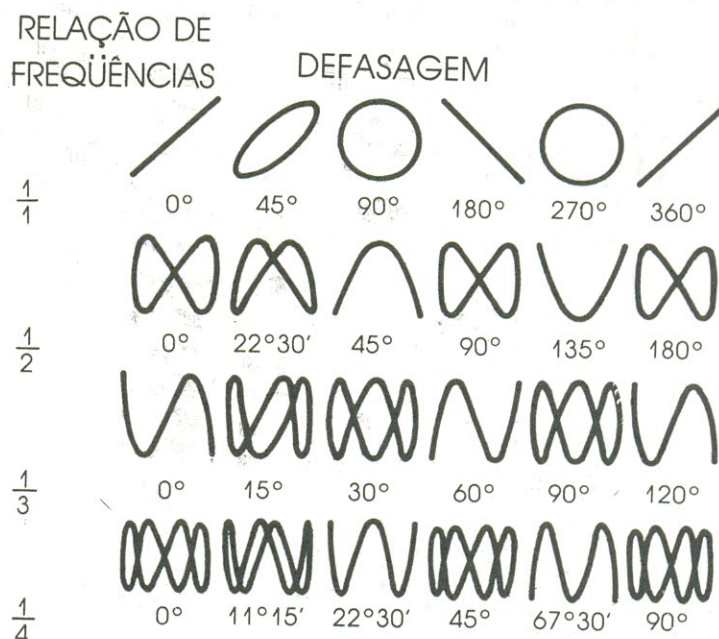 RELAÇÃO DE
FREQÜÊNCIAS
DEFASAGEM
1/1
0° 45° 90° 180° 270° 360°
1/2
0° 22°30′ 45° 90° 135° 180°
1/3
0° 15° 30° 60° 90° 120°
1/4
0° 11°15′ 22°30′ 45° 67°30′ 90°